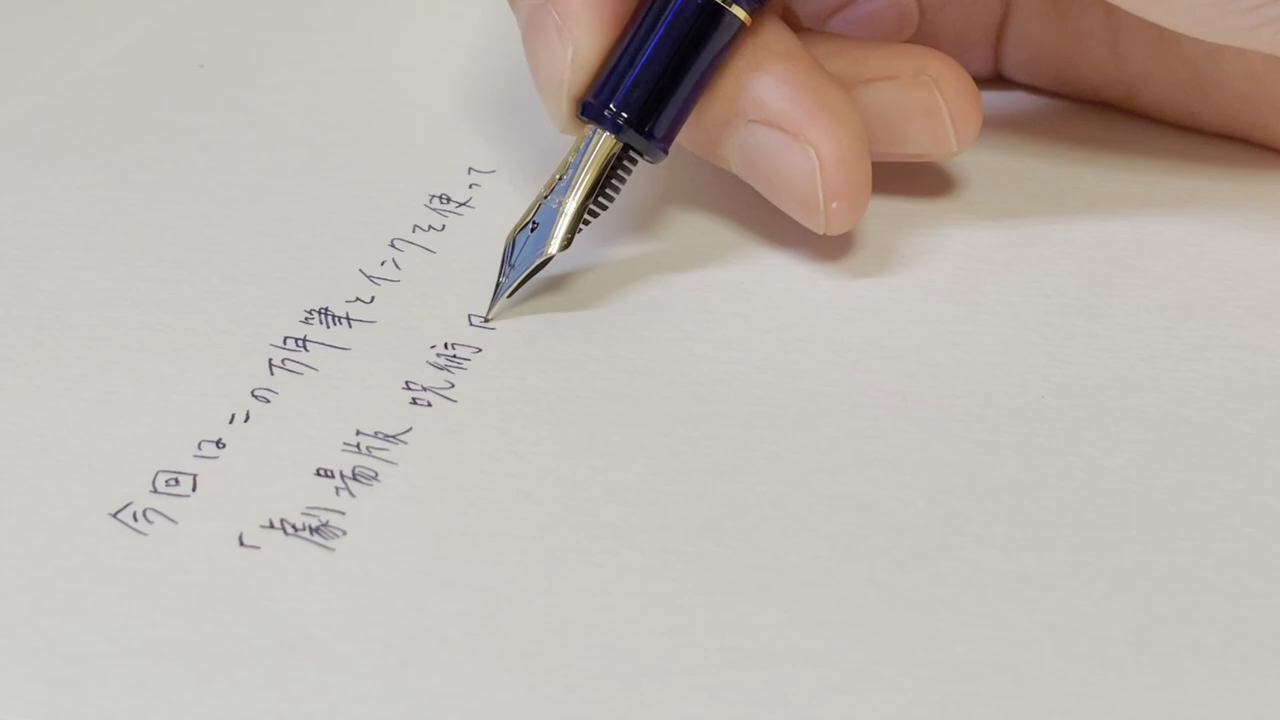 今回はこの万年筆とインクを使って
「劇場版 呪術